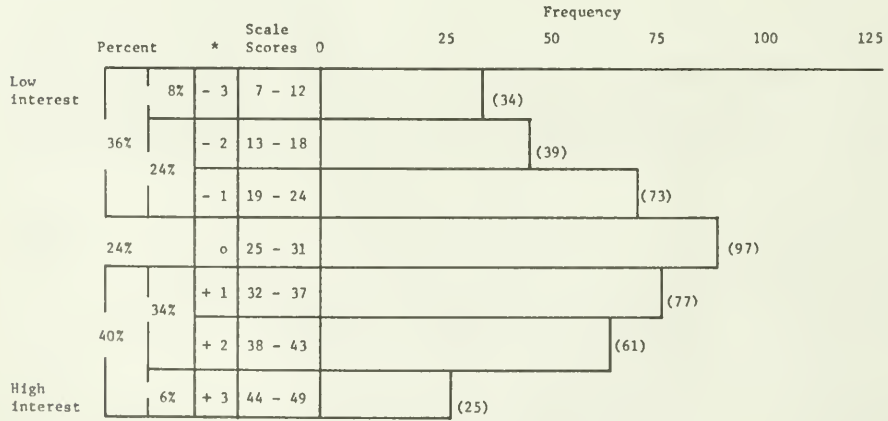 Frequency
Percent * Scale Scores 0 25 50 75 100 125
Low interest
8% - 3 7 - 12 (34)
36%
- 2 13 - 18 (39)
24%
- 1 19 - 24 (73)
24% o 25 - 31 (97)
+ 1 32 - 37 (77)
34%
40%
+ 2 38 - 43 (61)
High interest
6% + 3 44 - 49 (25)